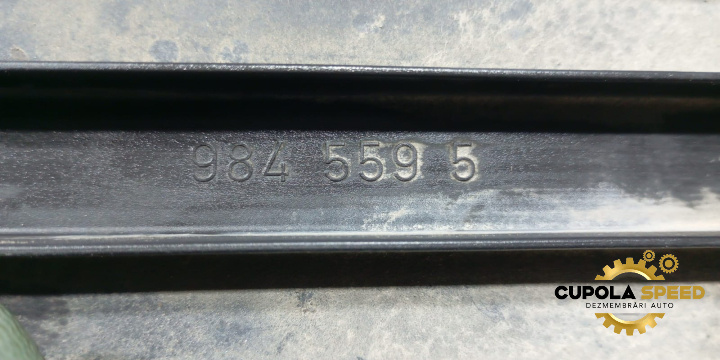 984 559 5
CUPOLA SPEED
DEZMEMBRĂRI AUTO